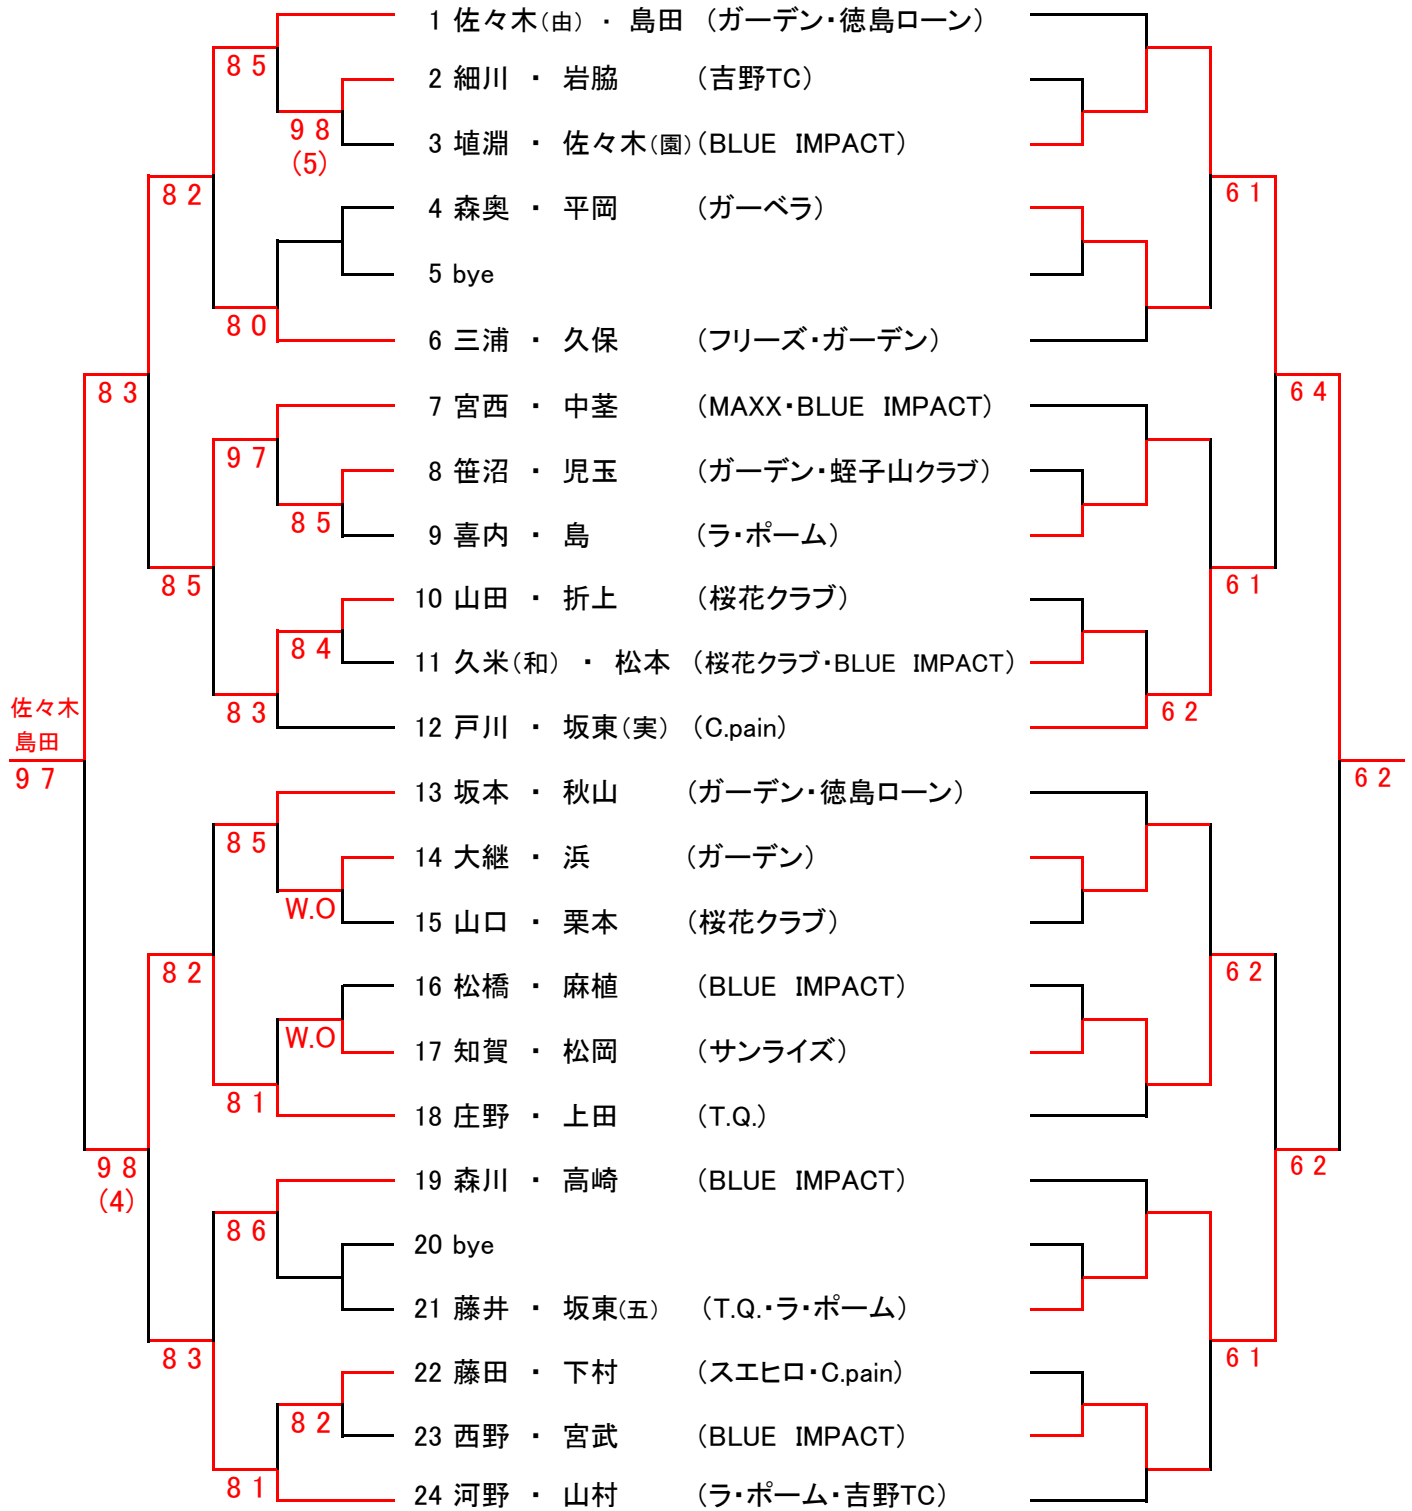 1 佐々木(由) ・ 島田 (ガーデン・徳島ローン)
8 5
2 細川 ・ 岩脇 (吉野TC)
9 8
(5)
3 埴淵 ・ 佐々木(園)(BLUE IMPACT)
8 2
6 1
4 森奥 ・ 平岡 (ガーベラ)
5 bye
8 0
6 三浦 ・ 久保 (フリーズ・ガーデン)
8 3
6 4
7 宮西 ・ 中茎 (MAXX・BLUE IMPACT)
9 7
8 笹沼 ・ 児玉 (ガーデン・蛭子山クラブ)
8 5
9 喜内 ・ 島 (ラ・ポーム)
8 5
6 1
10 山田 ・ 折上 (桜花クラブ)
8 4
11 久米(和) ・ 松本 (桜花クラブ・BLUE IMPACT)
8 3
6 2
12 戸川 ・ 坂東(実) (C.pain)
佐々木
島田
9 7
6 2
13 坂本 ・ 秋山 (ガーデン・徳島ローン)
8 5
14 大継 ・ 浜 (ガーデン)
W.O
15 山口 ・ 栗本 (桜花クラブ)
8 2
6 2
16 松橋 ・ 麻植 (BLUE IMPACT)
W.O
17 知賀 ・ 松岡 (サンライズ)
8 1
18 庄野 ・ 上田 (T.Q.)
9 8
(4)
6 2
19 森川 ・ 高崎 (BLUE IMPACT)
8 6
20 bye
21 藤井 ・ 坂東(五) (T.Q.・ラ・ポーム)
8 3
6 1
22 藤田 ・ 下村 (スエヒロ・C.pain)
8 2
23 西野 ・ 宮武 (BLUE IMPACT)
8 1
24 河野 ・ 山村 (ラ・ポーム・吉野TC)